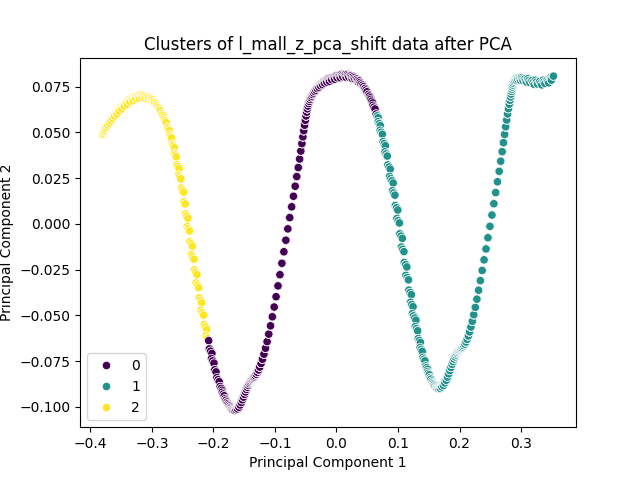 Clusters of l_mall_z_pca_shift data after PCA
Principal Component 2
0.075
0.050
0.025
0.000
−0.025
−0.050
−0.075
−0.100
0
1
2
−0.4 −0.3 −0.2 −0.1 0.0 0.1 0.2 0.3
Principal Component 1